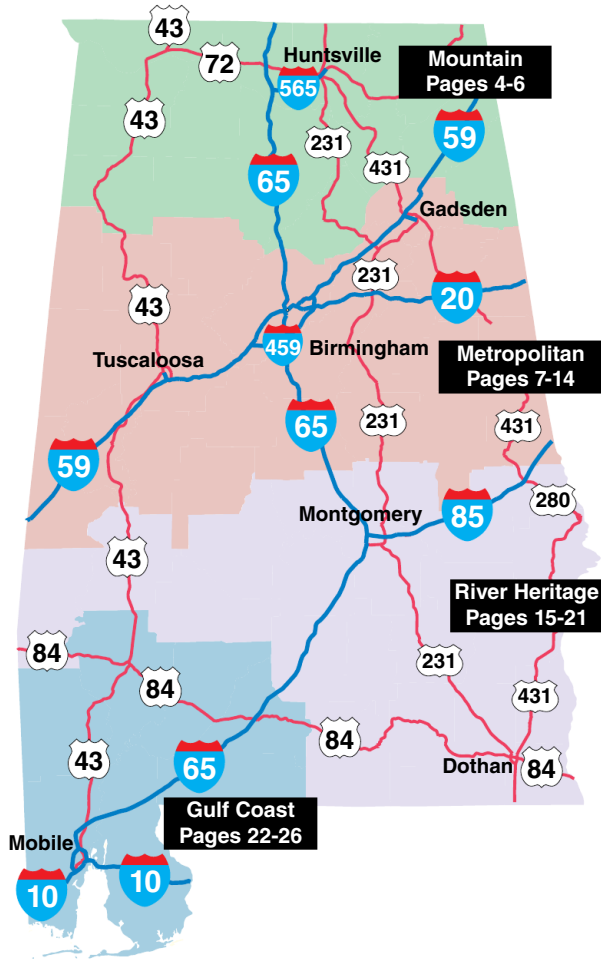 43
72
Huntsville
565
Mountain
Pages 4-6
43
231
59
431
65
Gadsden
231
20
43
459
Birmingham
Tuscaloosa
Metropolitan
Pages 7-14
65
231
431
59
280
Montgomery
85
43
River Heritage
Pages 15-21
84
231
84
431
84
43
65
Dothan
84
Gulf Coast
Pages 22-26
Mobile
10
10